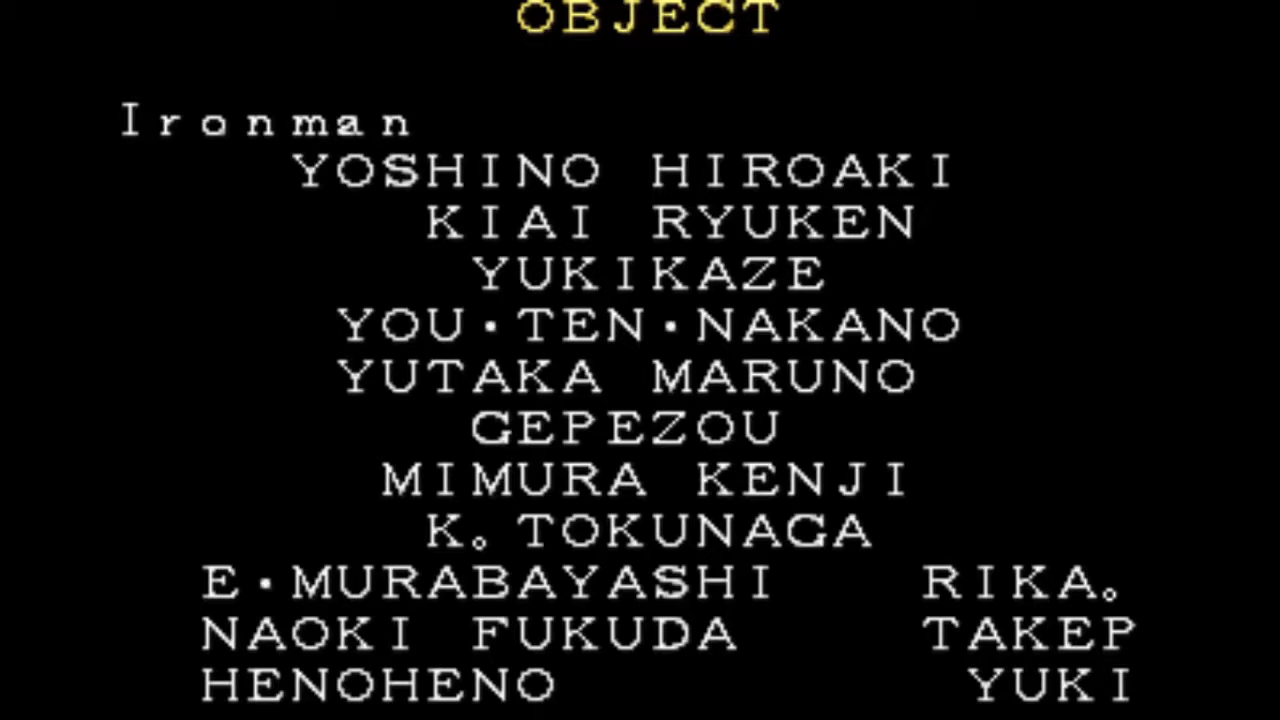 OBJECT
Ironman
YOSHINO HIROAKI
KIAI RYUKEN
YUKIKAZE
YOU・TEN・NAKANO
YUTAKA MARUNO
GEPEZOU
MIMURA KENJI
K。TOKUNAGA
E・MURABAYASHI RIKA。
NAOKI FUKUDA TAKEP
HENOHENO YUKI